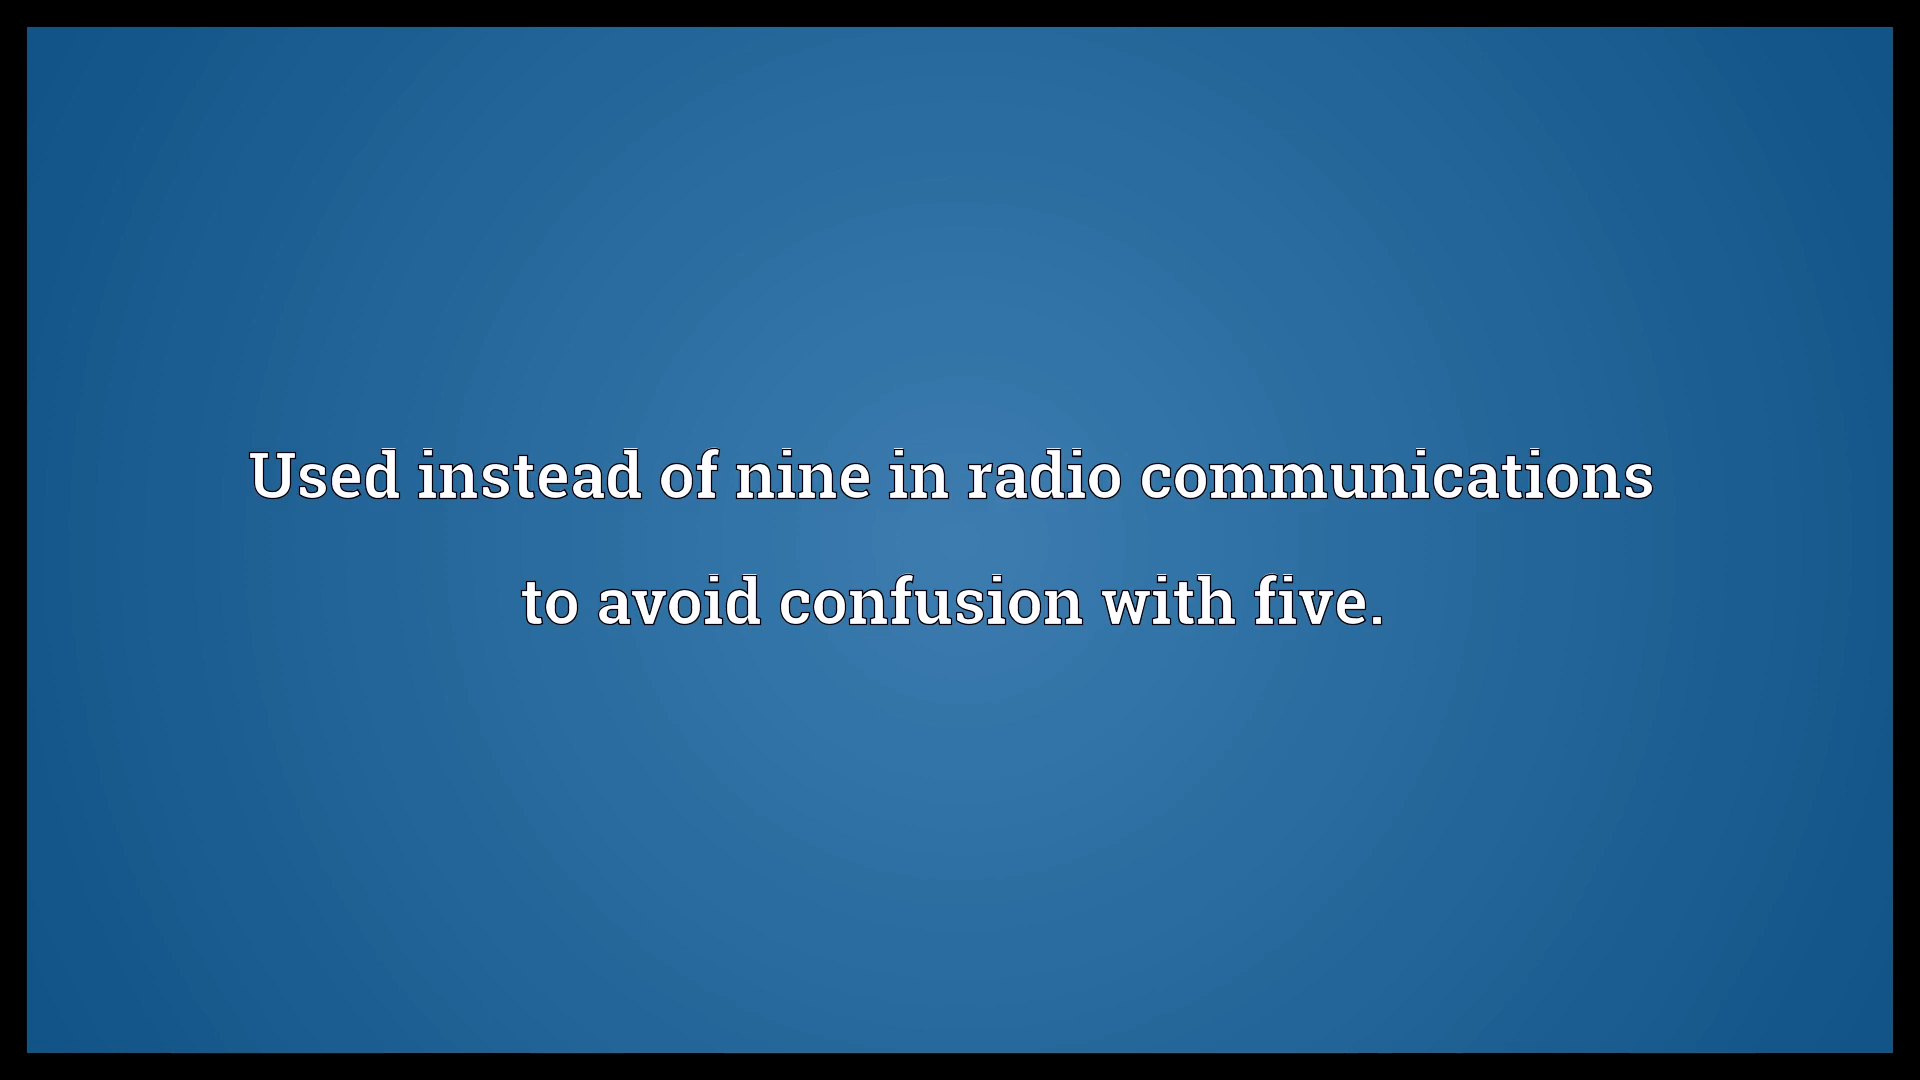 Used instead of nine in radio communications
to avoid confusion with five.